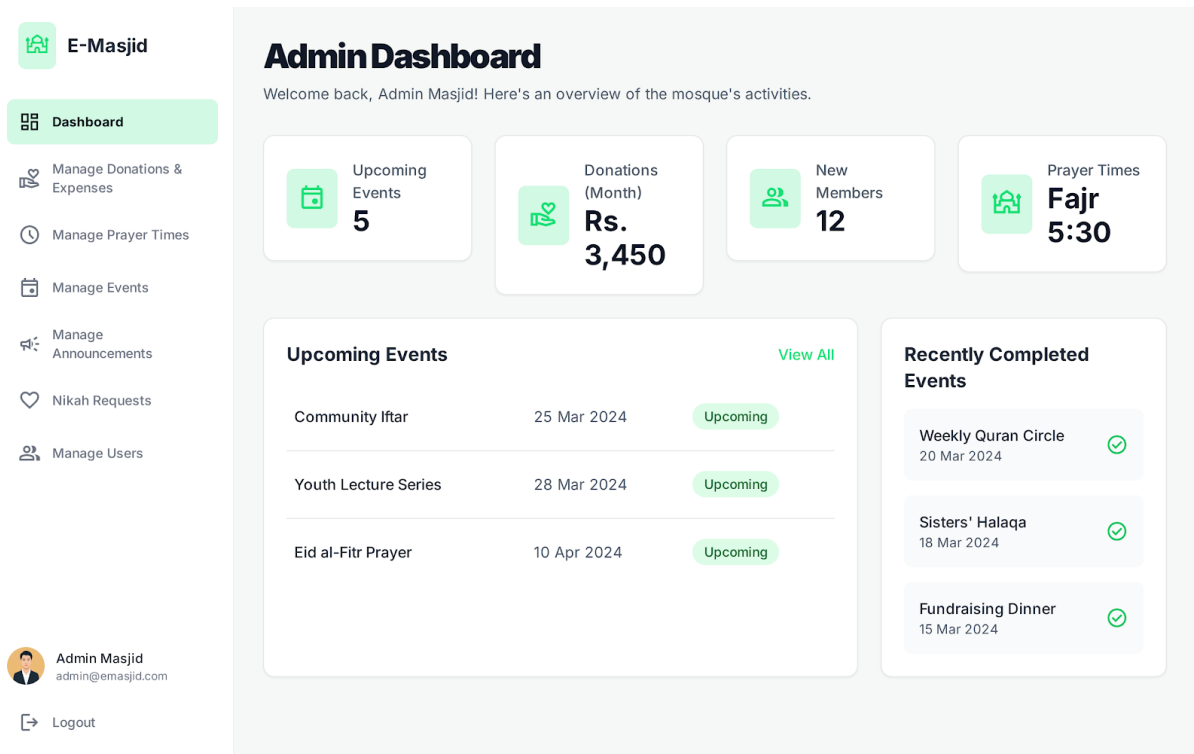 E-Masjid
Dashboard
Manage Donations &
Expenses
Manage Prayer Times
Manage Events
Manage
Announcements
Nikah Requests
Manage Users
Admin Masjid
admin@emasjid.com
Logout
Admin Dashboard
Welcome back, Admin Masjid! Here's an overview of the mosque's activities.
Upcoming
Events
5
Donations
(Month)
Rs.
3,450
New
Members
12
Prayer Times
Fajr
5:30
Upcoming Events
View All
Community Iftar 25 Mar 2024 Upcoming
Youth Lecture Series 28 Mar 2024 Upcoming
Eid al-Fitr Prayer 10 Apr 2024 Upcoming
Recently Completed
Events
Weekly Quran Circle
20 Mar 2024
Sisters' Halaqa
18 Mar 2024
Fundraising Dinner
15 Mar 2024